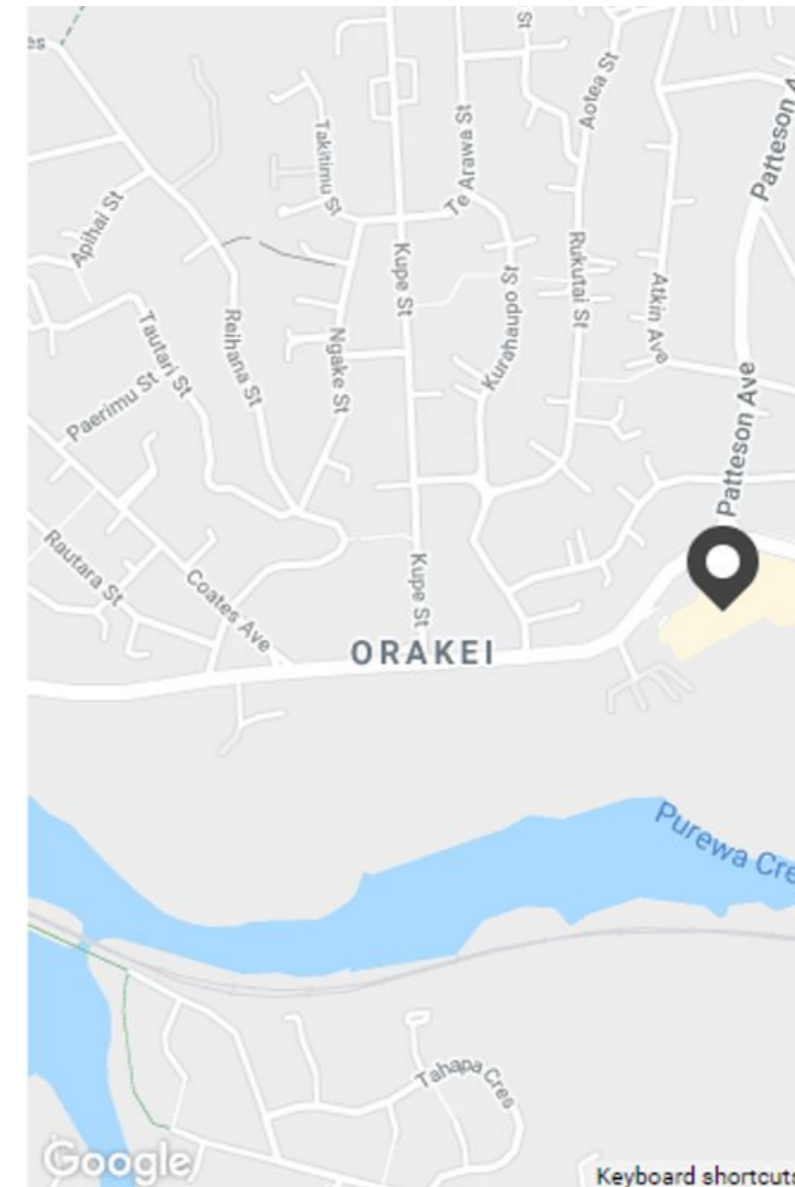 es
St
Aotea St
Patteson A
Takitimu St
Te Arawa St
Apihai St
Kupe St
Rukutai St
Kurahaupo St
Atkin Ave
Tautari St
Reihana St
Ngake St
Paerimu St
Patteson Ave
Rautara St
Coates Ave
Kupe St
ORAKEI
Purewa Cre
Tahapa Cres
Google
Keyboard shortcuts